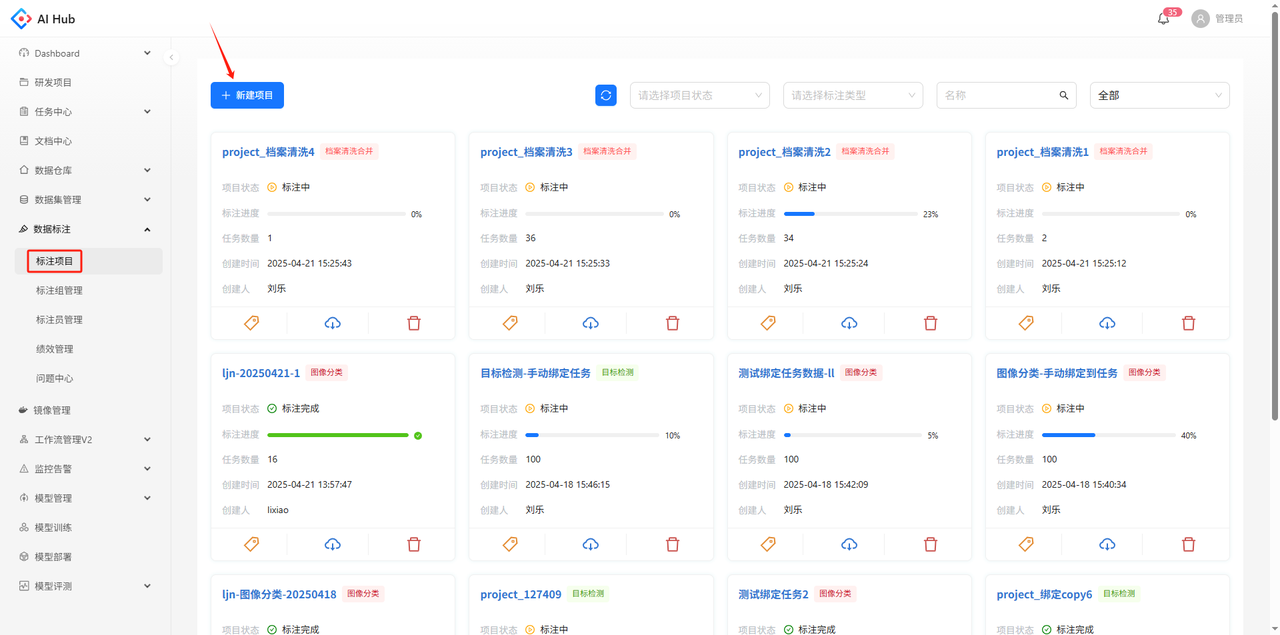 AI Hub
35
管理员
Dashboard
研发项目
任务中心
文档中心
数据仓库
数据集管理
数据标注
标注项目
标注组管理
标注员管理
绩效管理
问题中心
镜像管理
工作流管理V2
监控告警
模型管理
模型训练
模型部署
模型评测
+ 新建项目
请选择项目状态
请选择标注类型
名称
全部
project_档案清洗4 档案清洗合并
项目状态 标注中
标注进度 0%
任务数量 1
创建时间 2025-04-21 15:25:43
创建人 刘乐
project_档案清洗3 档案清洗合并
项目状态 标注中
标注进度 0%
任务数量 36
创建时间 2025-04-21 15:25:33
创建人 刘乐
project_档案清洗2 档案清洗合并
项目状态 标注中
标注进度 23%
任务数量 34
创建时间 2025-04-21 15:25:24
创建人 刘乐
project_档案清洗1 档案清洗合并
项目状态 标注中
标注进度 0%
任务数量 2
创建时间 2025-04-21 15:25:12
创建人 刘乐
ljn-20250421-1 图像分类
项目状态 标注完成
标注进度
任务数量 16
创建时间 2025-04-21 13:57:47
创建人 lixiao
目标检测-手动绑定任务 目标检测
项目状态 标注中
标注进度 10%
任务数量 100
创建时间 2025-04-18 15:46:15
创建人 刘乐
测试绑定任务数据-ll 图像分类
项目状态 标注中
标注进度 5%
任务数量 100
创建时间 2025-04-18 15:42:09
创建人 刘乐
图像分类-手动绑定到任务 图像分类
项目状态 标注中
标注进度 40%
任务数量 100
创建时间 2025-04-18 15:40:34
创建人 刘乐
ljn-图像分类-20250418 图像分类
项目状态 标注完成
project_127409 目标检测
项目状态 标注中
测试绑定任务2 图像分类
项目状态 标注完成
project_绑定copy6 目标检测
项目状态 标注完成